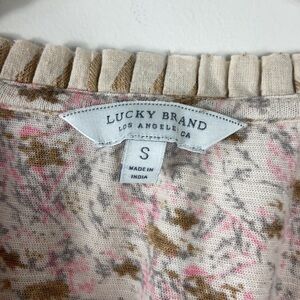 LUCKY BRAND
LOS ANGELES, CA
S
MADE IN
INDIA